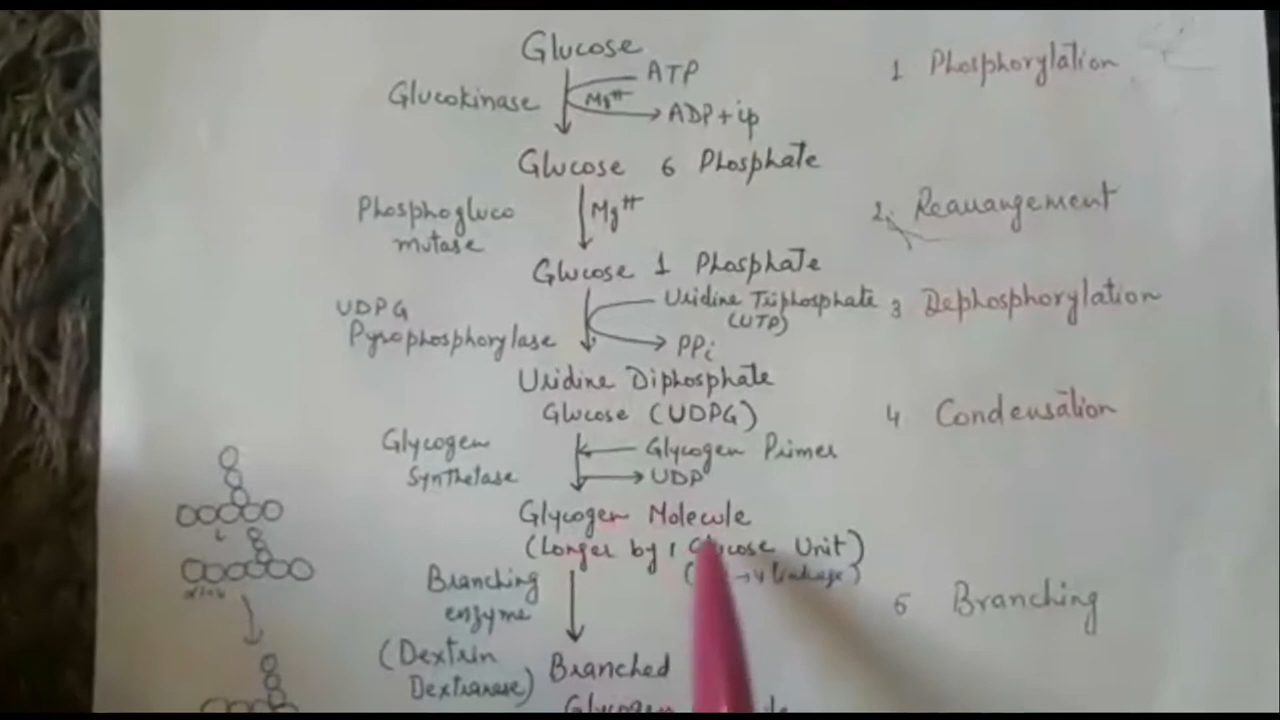 Glucose
ATP
1 Phosphorylation
Glucokinase
Mg++
ADP + ip
Glucose 6 Phosphate
Phosphogluco
mutase
Mg++
2. Rearrangement
Glucose 1 Phosphate
UDPG
Pyrophosphorylase
Uridine Triphosphate
(UTP)
PPi
3 Dephosphorylation
Uridine Diphosphate
Glucose (UDPG)
4 Condensation
Glycogen
Synthetase
Glycogen Primer
UDP
Glycogen Molecule
(Longer by 1 Glucose Unit)
→4 linkage)
Branching
enzyme
5 Branching
(Dextrin
Dextranase)
Branched